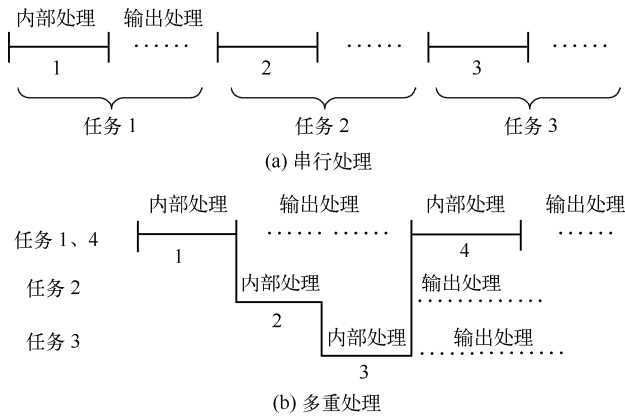 内部处理 输出处理
1 2 3
任务1 任务2 任务3
(a) 串行处理
内部处理 输出处理 内部处理 输出处理
任务1、4
1 4
任务2 内部处理 输出处理
2
任务3 内部处理 输出处理
3
(b) 多重处理